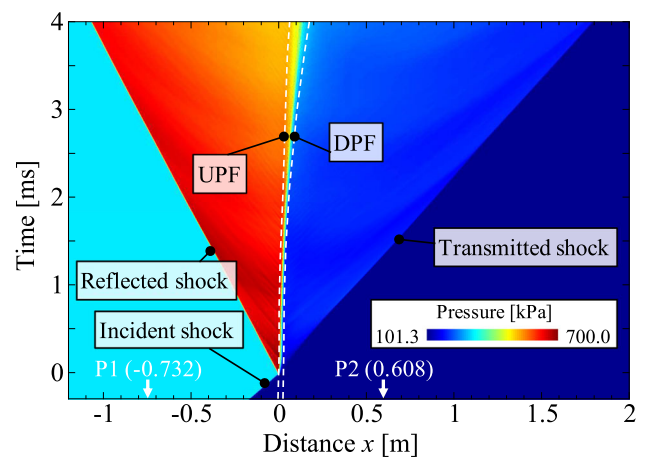 4
3
2
1
0
Time [ms]
UPF
DPF
Transmitted shock
Reflected shock
Incident shock
Pressure [kPa]
101.3
700.0
P1 (-0.732)
P2 (0.608)
-1
-0.5
0
0.5
1
1.5
2
Distance x [m]